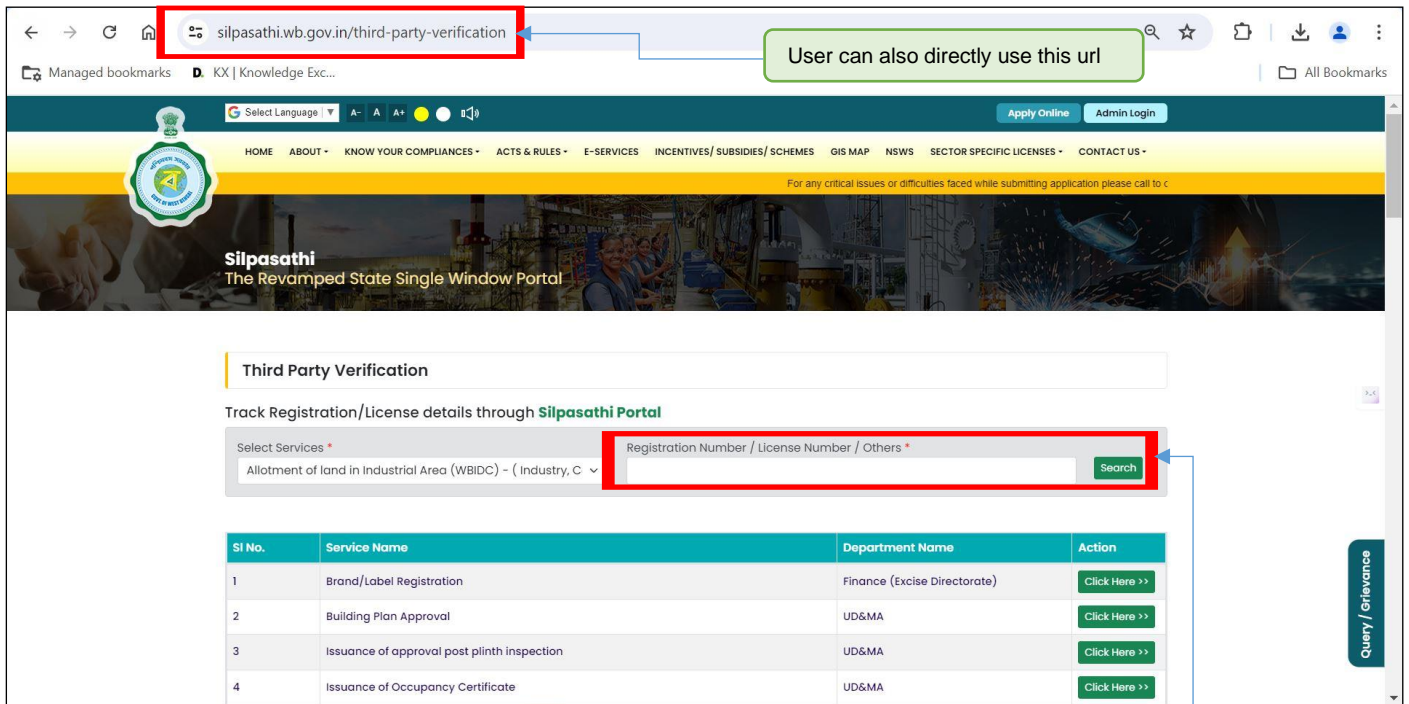 silpasathi.wb.gov.in/third-party-verification
User can also directly use this url
Managed bookmarks D. KX | Knowledge Exc... All Bookmarks
G Select Language ▼ A- A A+ Apply Online Admin Login
HOME ABOUT KNOW YOUR COMPLIANCES ACTS & RULES E-SERVICES INCENTIVES/ SUBSIDIES/ SCHEMES GIS MAP NSWS SECTOR SPECIFIC LICENSES CONTACT US
For any critical issues or difficulties faced while submitting application please call to c
Silpasathi
The Revamped State Single Window Portal
Third Party Verification
Track Registration/License details through Silpasathi Portal
Select Services * Registration Number / License Number / Others *
Allotment of land in Industrial Area (WBIDC) - ( Industry, C Search
Sl No. Service Name Department Name Action
1 Brand/Label Registration Finance (Excise Directorate) Click Here >>
2 Building Plan Approval UD&MA Click Here >>
3 Issuance of approval post plinth inspection UD&MA Click Here >>
4 Issuance of Occupancy Certificate UD&MA Click Here >>
Query / Grievance